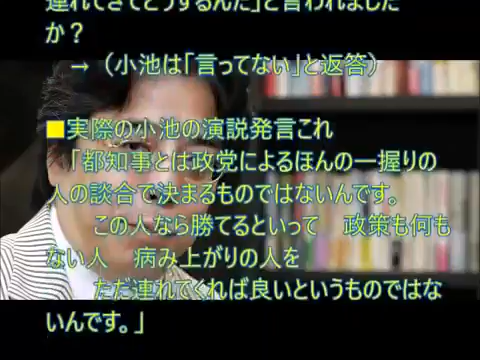 連れてきてどうするんだ」と言われました
か？
→（小池は「言ってない」と返答）
■実際の小池の演説発言これ
「都知事とは政党によるほんの一握りの
人の談合で決まるものではないんです。
この人なら勝てるといって　政策も何も
ない人　病み上がりの人を
ただ連れてくれば良いというものではな
いんです。」